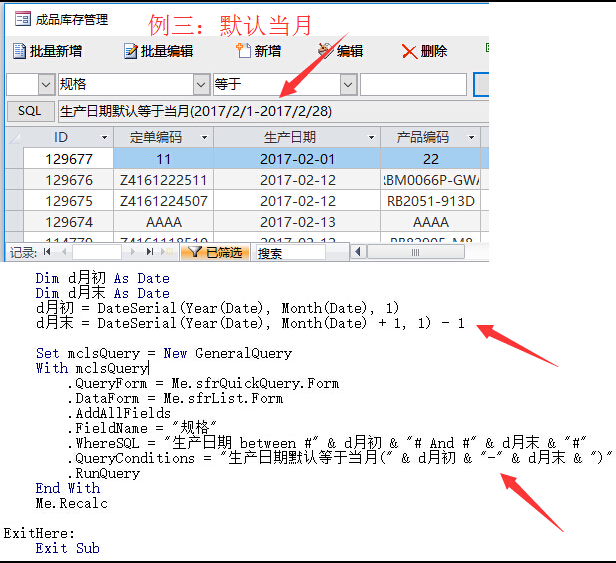 成品库存管理
例三：默认当月
批量新增 批量编辑 新增 编辑 删除
规格 等于
SQL 生产日期默认等于当月(2017/2/1-2017/2/28)
ID 定单编码 生产日期 产品编码
129677 11 2017-02-01 22
129676 Z4161222511 2017-02-12 RBM0066P-GWA
129675 Z4161224507 2017-02-12 RB2051-913D
129674 AAAA 2017-02-13 AAAA
记录: 已筛选 搜索
Dim d月初 As Date
Dim d月末 As Date
d月初 = DateSerial(Year(Date), Month(Date), 1)
d月末 = DateSerial(Year(Date), Month(Date) + 1, 1) - 1
Set mclsQuery = New GeneralQuery
With mclsQuery
.QueryForm = Me.sfrQuickQuery.Form
.DataForm = Me.sfrList.Form
.AddAllFields
.FieldName = "规格"
.WhereSQL = "生产日期 between #" & d月初 & "# And #" & d月末 & "#"
.QueryConditions = "生产日期默认等于当月(" & d月初 & "-" & d月末 & ")"
.RunQuery
End With
Me.Recalc
ExitHere:
Exit Sub